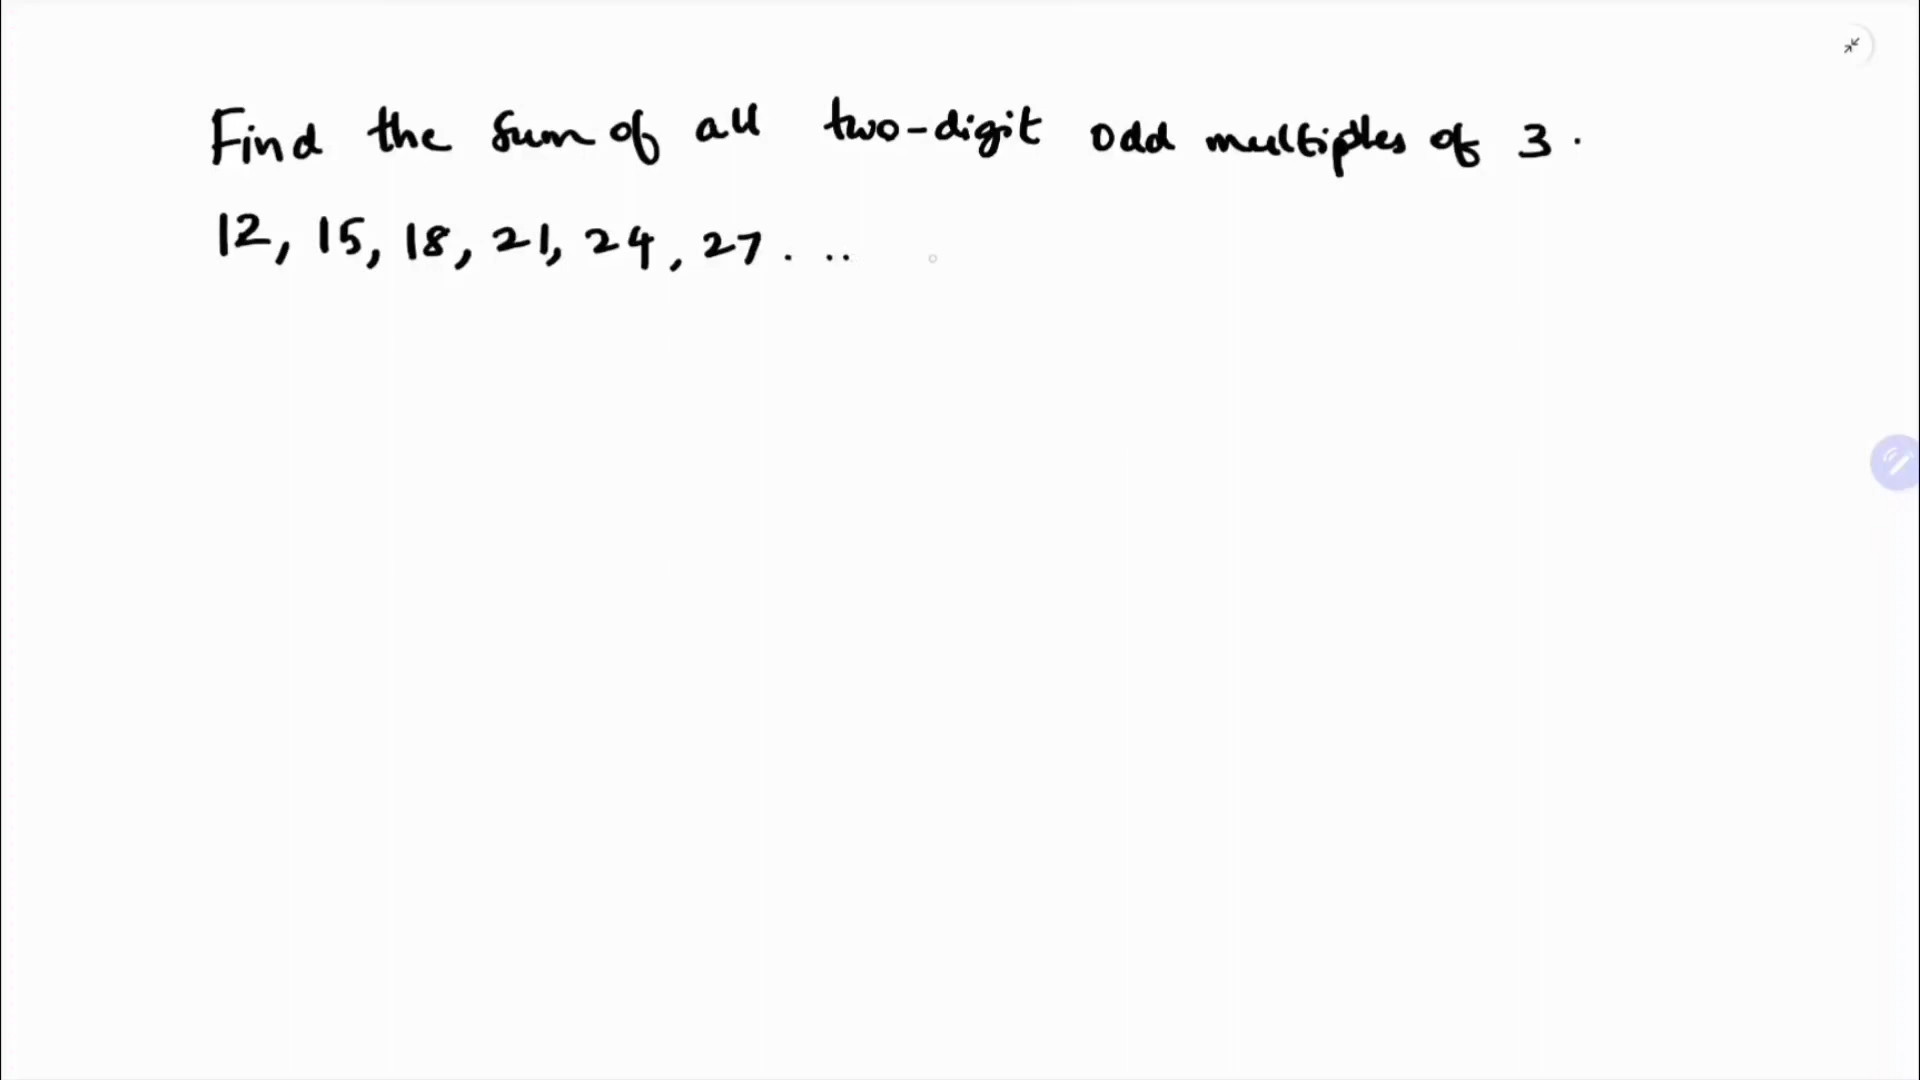 Find the sum of all two-digit odd multiples of 3.
12, 15, 18, 21, 24, 27. ..